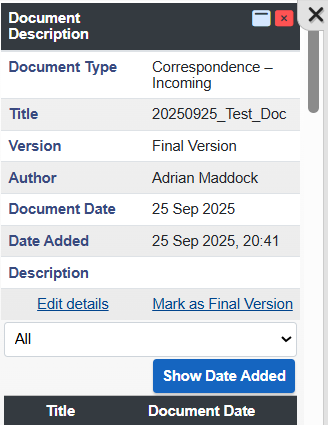 Document
Description
Document Type Correspondence –
Incoming
Title 20250925_Test_Doc
Version Final Version
Author Adrian Maddock
Document Date 25 Sep 2025
Date Added 25 Sep 2025, 20:41
Description
Edit details Mark as Final Version
All
Show Date Added
Title Document Date